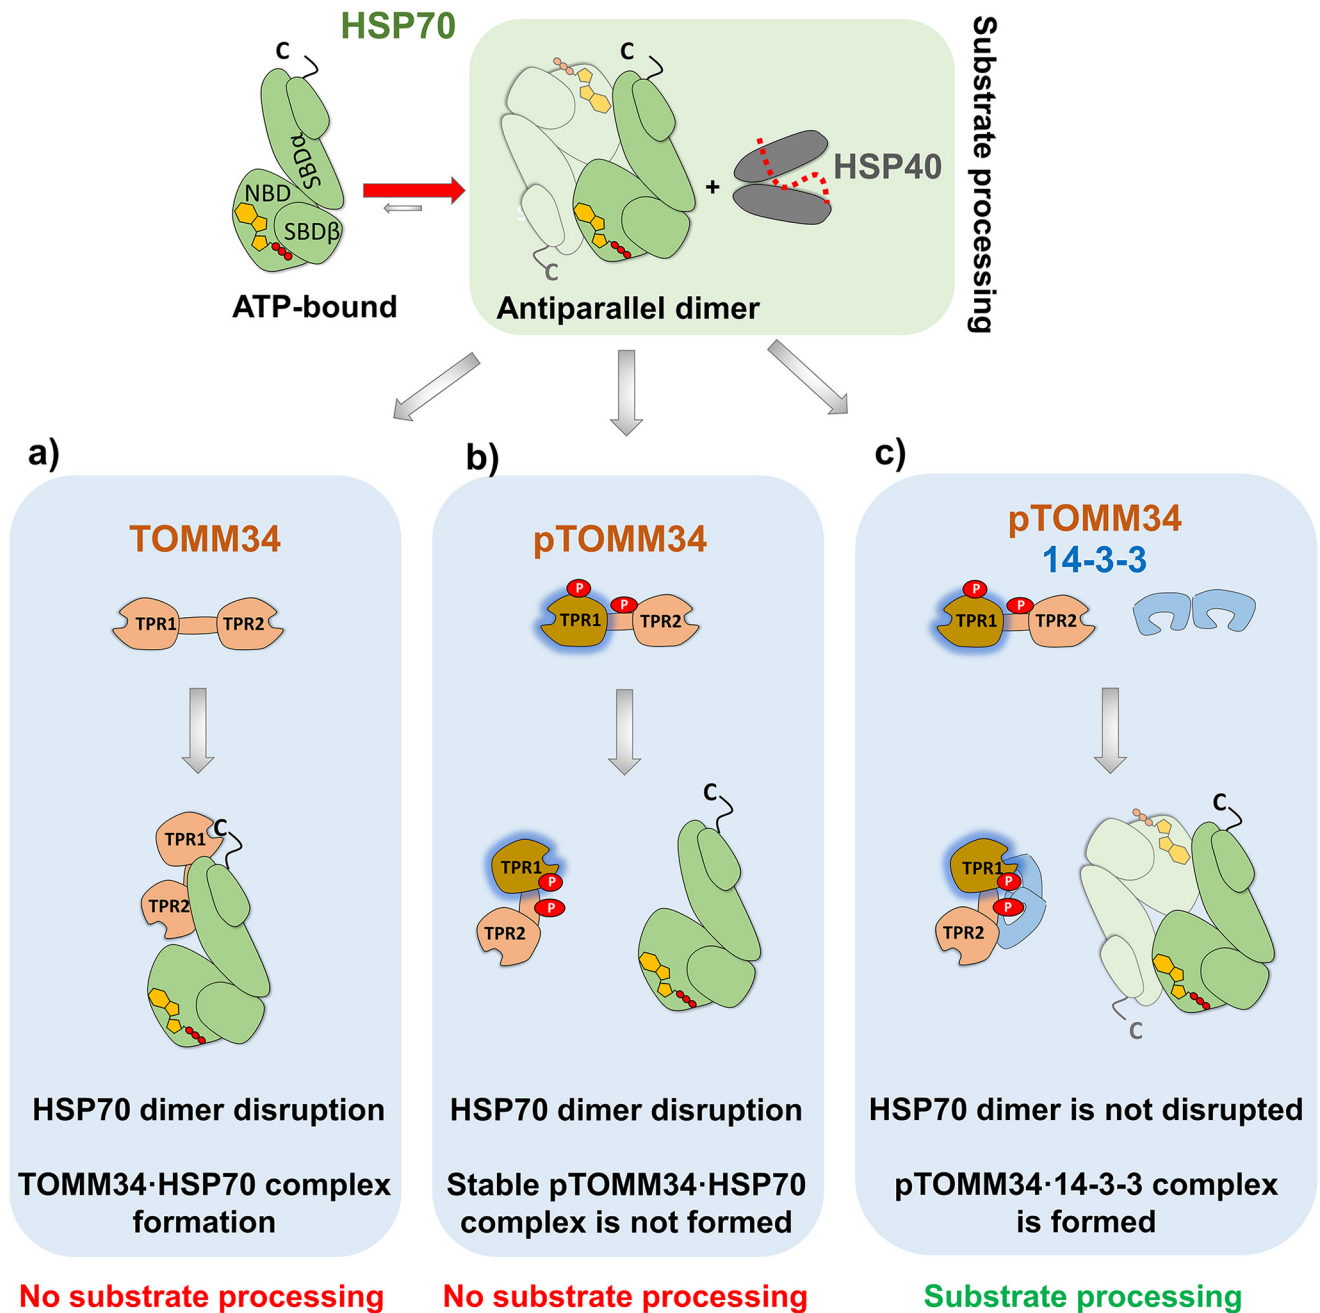 HSP70
C
SBDα
NBD
SBDβ
ATP-bound
C
C
+
HSP40
Antiparallel dimer
Substrate processing
a)
TOMM34
TPR1
TPR2
TPR1
C
TPR2
HSP70 dimer disruption
TOMM34·HSP70 complex
formation
No substrate processing
b)
pTOMM34
P
P
TPR1
TPR2
C
TPR1
P
P
TPR2
HSP70 dimer disruption
Stable pTOMM34·HSP70
complex is not formed
No substrate processing
c)
pTOMM34
14-3-3
P
P
TPR1
TPR2
C
TPR1
P
P
TPR2
C
HSP70 dimer is not disrupted
pTOMM34·14-3-3 complex
is formed
Substrate processing